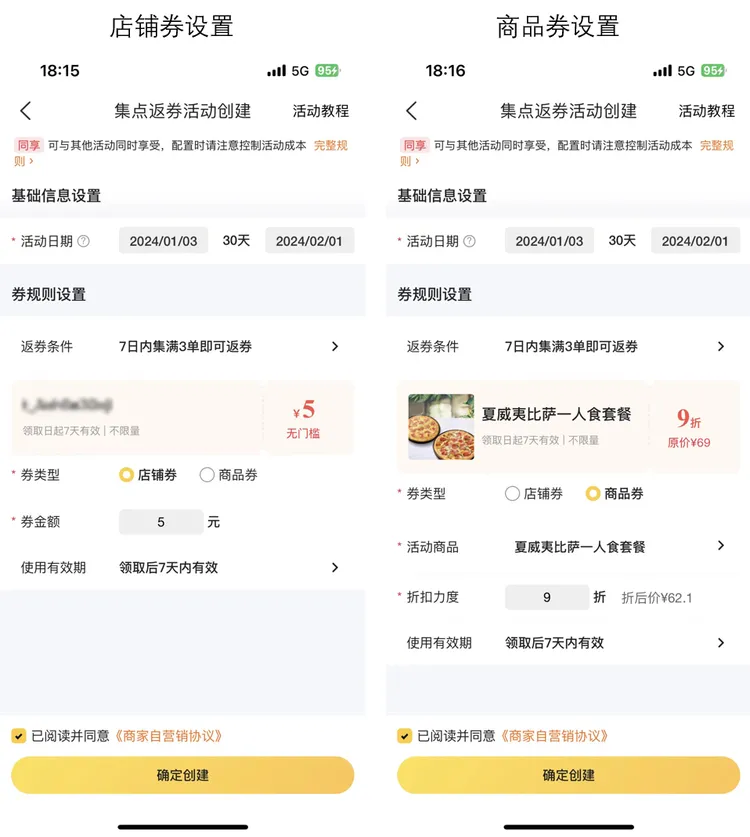 店铺券设置
18:15
5G 95
集点返券活动创建
活动教程
同享 可与其他活动同时享受，配置时请注意控制活动成本 完整规
则 >
基础信息设置
* 活动日期 ? 2024/01/03 30天 2024/02/01
券规则设置
返券条件 7日内集满3单即可返券
领取日起7天有效 | 不限量
¥5
无门槛
* 券类型 店铺券 商品券
* 券金额 5 元
使用有效期 领取后7天内有效
已阅读并同意《商家自营销协议》
确定创建
商品券设置
18:16
5G 95
集点返券活动创建
活动教程
同享 可与其他活动同时享受，配置时请注意控制活动成本 完整规
则 >
基础信息设置
* 活动日期 ? 2024/01/03 30天 2024/02/01
券规则设置
返券条件 7日内集满3单即可返券
夏威夷比萨一人食套餐
领取日起7天有效 | 不限量
9折
原价¥69
* 券类型 店铺券 商品券
* 活动商品 夏威夷比萨一人食套餐
* 折扣力度 9 折 折后价¥62.1
使用有效期 领取后7天内有效
已阅读并同意《商家自营销协议》
确定创建